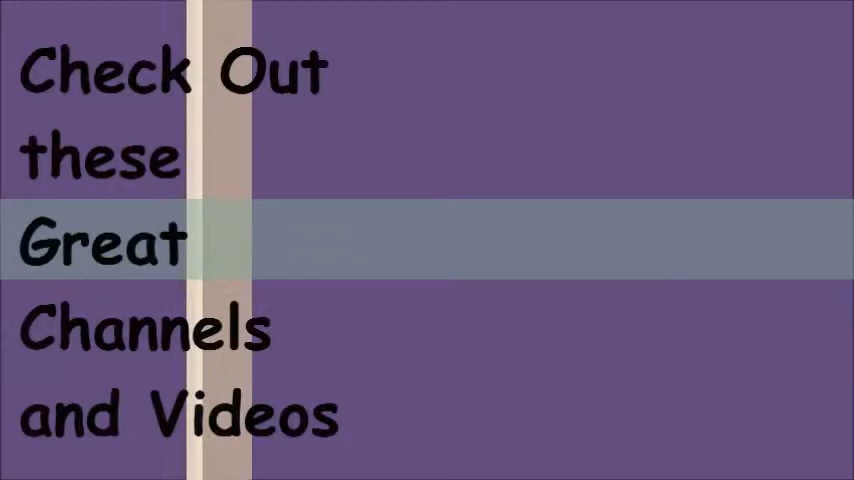 Check Out
these
Great
Channels
and Videos